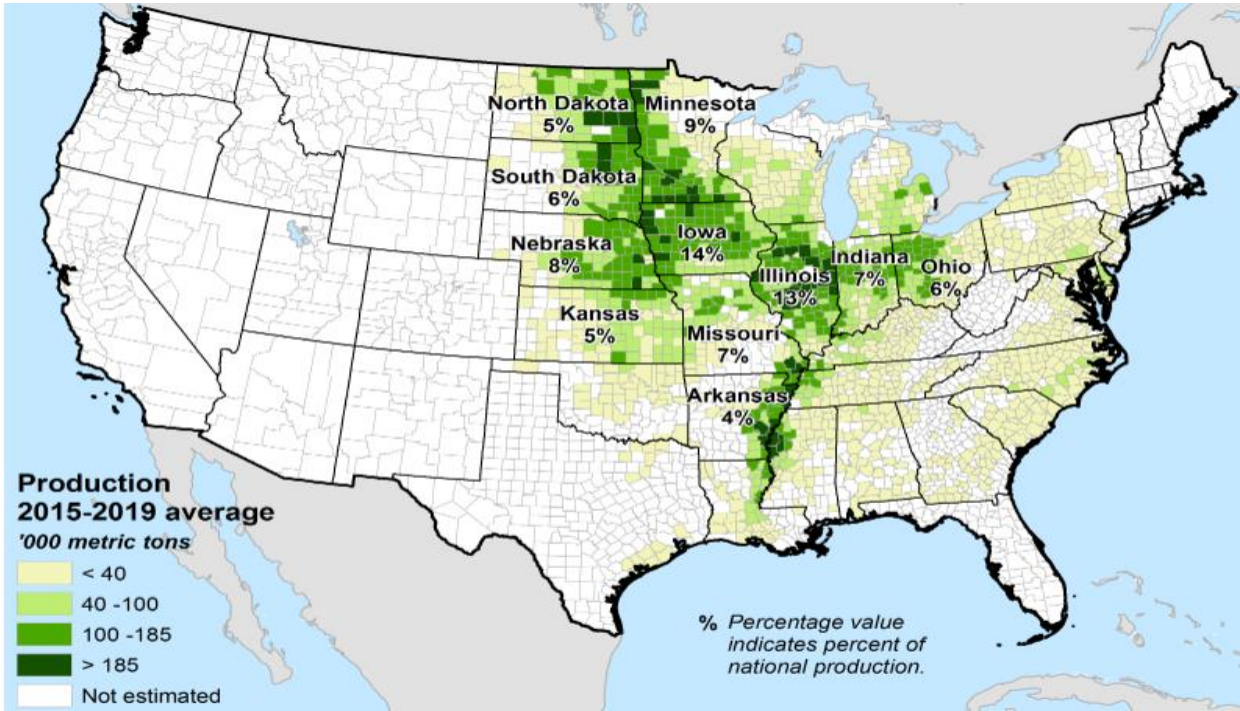 North Dakota
5%
Minnesota
9%
South Dakota
6%
Nebraska
8%
Iowa
14%
Illinois
13%
Indiana
7%
Ohio
6%
Kansas
5%
Missouri
7%
Arkansas
4%
Production
2015-2019 average
'000 metric tons
< 40
40 -100
100 -185
> 185
Not estimated
% Percentage value
indicates percent of
national production.